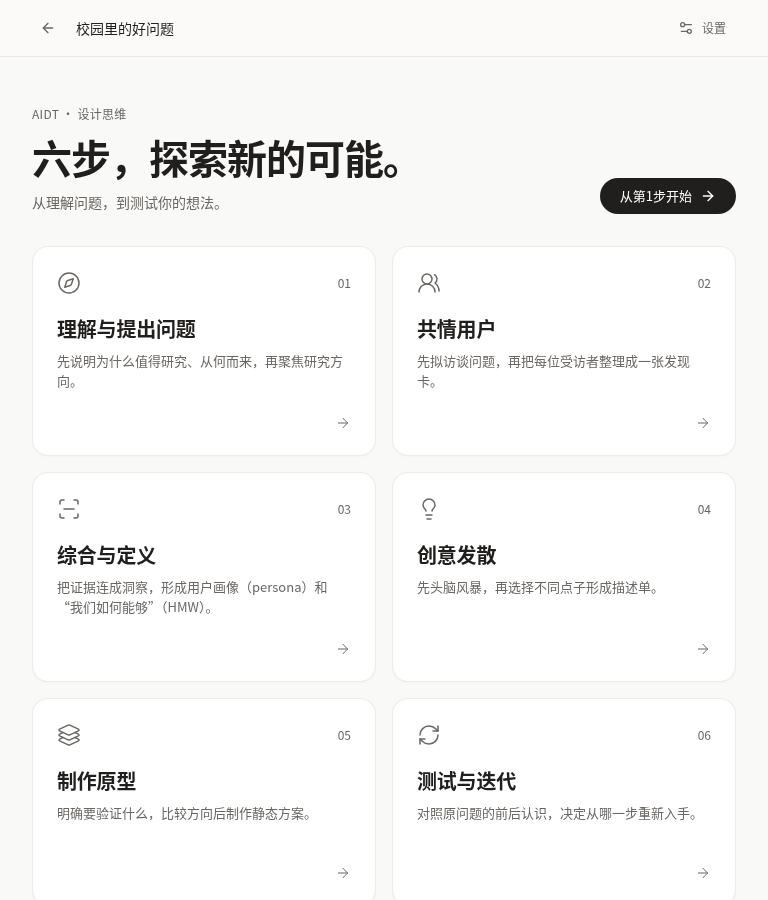 校园里的好问题
设置
AIDT · 设计思维
六步，探索新的可能。
从理解问题，到测试你的想法。
从第1步开始
01
理解与提出问题
先说明为什么值得研究、从何而来，再聚焦研究方
向。
02
共情用户
先拟访谈问题，再把每位受访者整理成一张发现
卡。
03
综合与定义
把证据连成洞察，形成用户画像（persona）和
“我们如何能够”（HMW）。
04
创意发散
先头脑风暴，再选择不同点子形成描述单。
05
制作原型
明确要验证什么，比较方向后制作静态方案。
06
测试与迭代
对照原问题的前后认识，决定从哪一步重新入手。